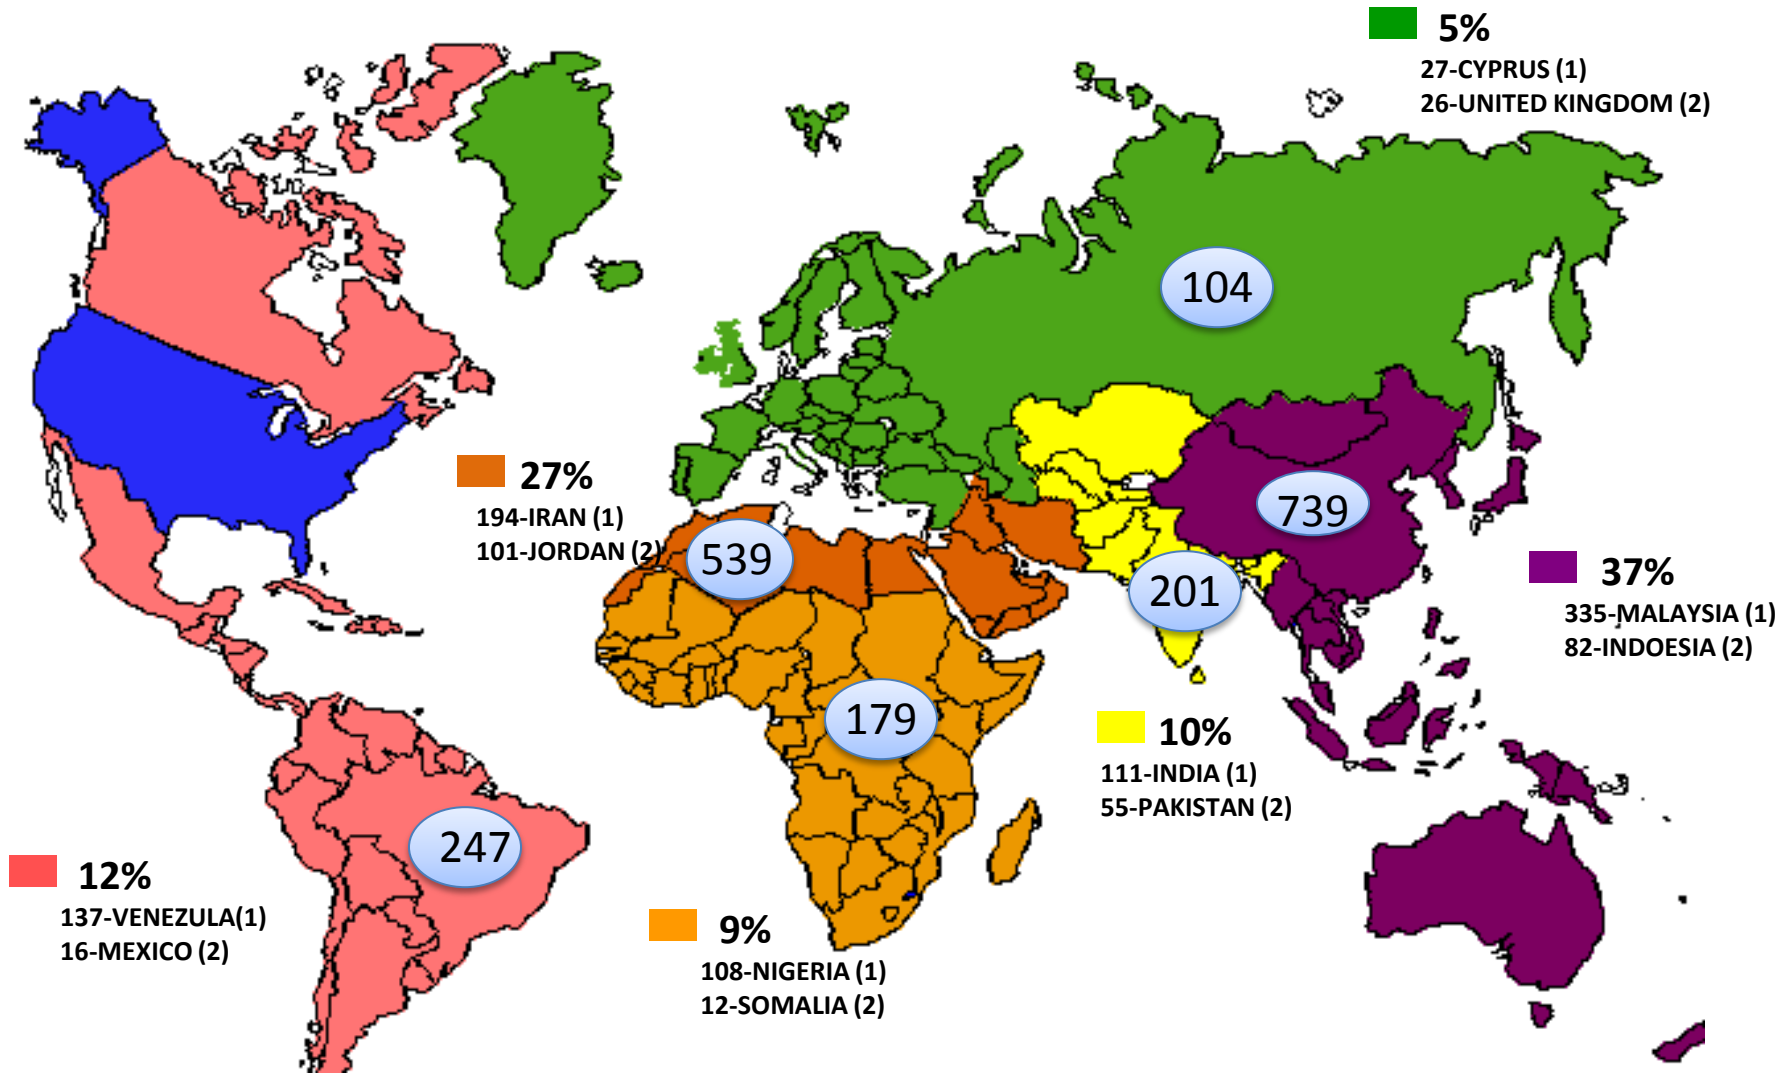 5%
27-CYPRUS (1)
26-UNITED KINGDOM (2)
104
27%
194-IRAN (1)
101-JORDAN (2)
539
739
201
37%
335-MALAYSIA (1)
82-INDOESIA (2)
179
10%
111-INDIA (1)
55-PAKISTAN (2)
247
12%
137-VENEZULA(1)
16-MEXICO (2)
9%
108-NIGERIA (1)
12-SOMALIA (2)